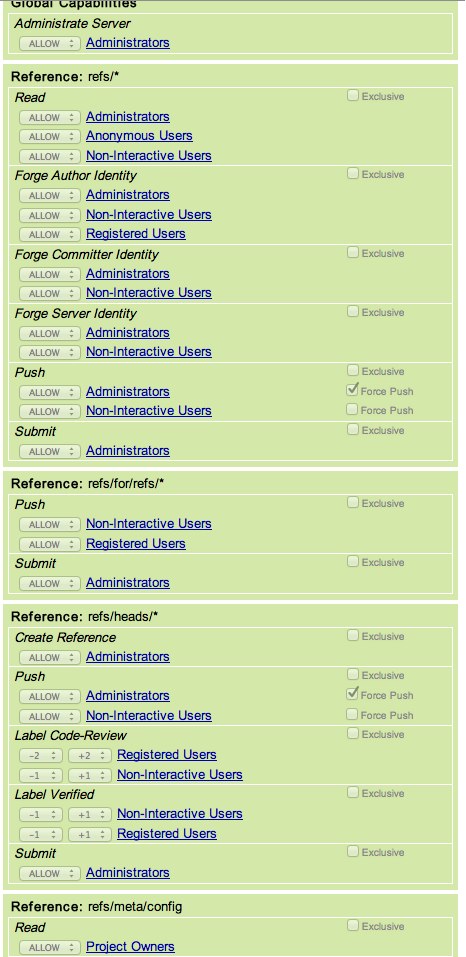 Global Capabilities
Administrate Server
ALLOW Administrators
Reference: refs/*
Read Exclusive
ALLOW Administrators
ALLOW Anonymous Users
ALLOW Non-Interactive Users
Forge Author Identity Exclusive
ALLOW Administrators
ALLOW Non-Interactive Users
ALLOW Registered Users
Forge Committer Identity Exclusive
ALLOW Administrators
ALLOW Non-Interactive Users
Forge Server Identity Exclusive
ALLOW Administrators
ALLOW Non-Interactive Users
Push Exclusive
ALLOW Administrators Force Push
ALLOW Non-Interactive Users Force Push
Submit Exclusive
ALLOW Administrators
Reference: refs/for/refs/*
Push Exclusive
ALLOW Non-Interactive Users
ALLOW Registered Users
Submit Exclusive
ALLOW Administrators
Reference: refs/heads/*
Create Reference Exclusive
ALLOW Administrators
Push Exclusive
ALLOW Administrators Force Push
ALLOW Non-Interactive Users Force Push
Label Code-Review Exclusive
-2 +2 Registered Users
-1 +1 Non-Interactive Users
Label Verified Exclusive
-1 +1 Non-Interactive Users
-1 +1 Registered Users
Submit Exclusive
ALLOW Administrators
Reference: refs/meta/config
Read Exclusive
ALLOW Project Owners